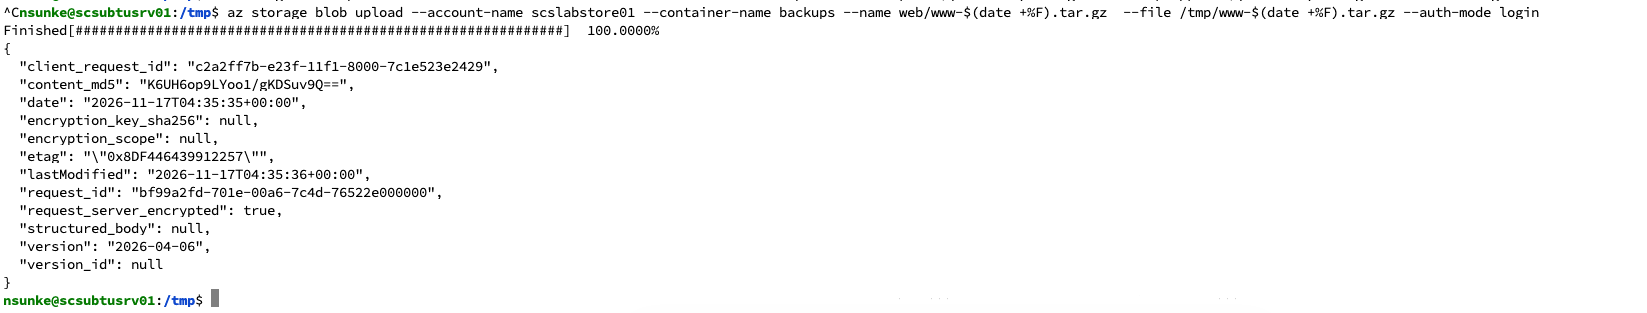 ^Cnsunke@scsubtusrv01:/tmp$ az storage blob upload --account-name scslabstore01 --container-name backups --name web/www-$(date +%F).tar.gz  --file /tmp/www-$(date +%F).tar.gz --auth-mode login
Finished[#############################################################]  100.0000%
{
  "client_request_id": "c2a2ff7b-e23f-11f1-8000-7c1e523e2429",
  "content_md5": "K6UH6op9LYoo1/gKDSuv9Q==",
  "date": "2026-11-17T04:35:35+00:00",
  "encryption_key_sha256": null,
  "encryption_scope": null,
  "etag": "\"0x8DF446439912257\"",
  "lastModified": "2026-11-17T04:35:36+00:00",
  "request_id": "bf99a2fd-701e-00a6-7c4d-76522e000000",
  "request_server_encrypted": true,
  "structured_body": null,
  "version": "2026-04-06",
  "version_id": null
}
nsunke@scsubtusrv01:/tmp$